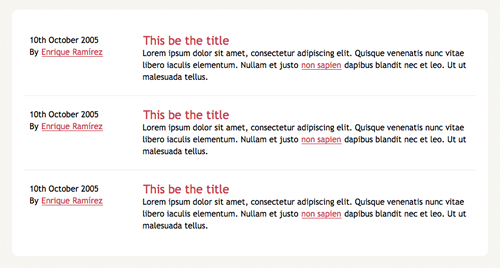 10th October 2005
By Enrique Ramírez
This be the title
Lorem ipsum dolor sit amet, consectetur adipiscing elit. Quisque venenatis nunc vitae
libero iaculis elementum. Nullam et justo non sapien dapibus blandit nec et leo. Ut ut
malesuada tellus.
10th October 2005
By Enrique Ramírez
This be the title
Lorem ipsum dolor sit amet, consectetur adipiscing elit. Quisque venenatis nunc vitae
libero iaculis elementum. Nullam et justo non sapien dapibus blandit nec et leo. Ut ut
malesuada tellus.
10th October 2005
By Enrique Ramírez
This be the title
Lorem ipsum dolor sit amet, consectetur adipiscing elit. Quisque venenatis nunc vitae
libero iaculis elementum. Nullam et justo non sapien dapibus blandit nec et leo. Ut ut
malesuada tellus.